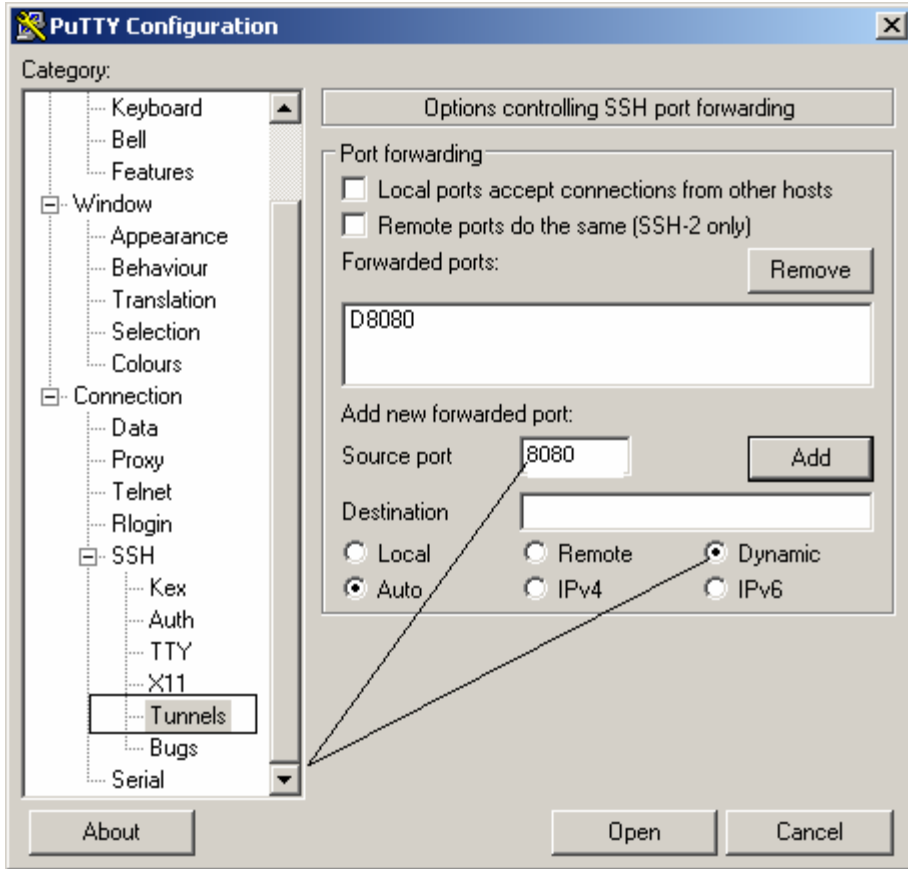 PuTTY Configuration
Category:
Keyboard
Bell
Features
Window
Appearance
Behaviour
Translation
Selection
Colours
Connection
Data
Proxy
Telnet
Rlogin
SSH
Kex
Auth
TTY
X11
Tunnels
Bugs
Serial
Options controlling SSH port forwarding
Port forwarding
Local ports accept connections from other hosts
Remote ports do the same (SSH-2 only)
Forwarded ports:
Remove
D8080
Add new forwarded port:
Source port 8080 Add
Destination
Local Remote Dynamic
Auto IPv4 IPv6
About Open Cancel